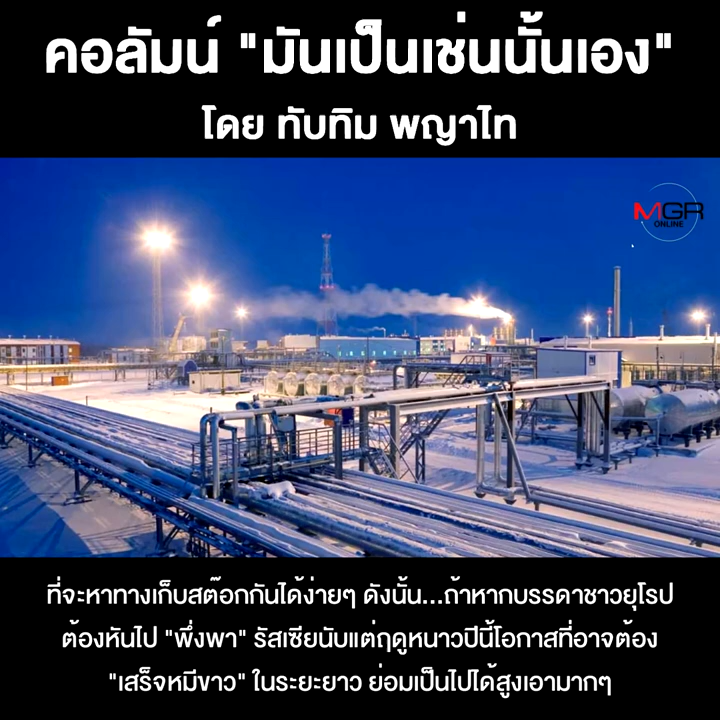 คอลัมน์ "มันเป็นเช่นนั้นเอง"
โดย ทับทิม พญาไท
MGR
ONLINE
ที่จะหาทางเก็บสต๊อกกันได้ง่ายๆ ดังนั้น...ถ้าหากบรรดาชาวยุโรป
ต้องหันไป "พึ่งพา" รัสเซียนับแต่ฤดูหนาวปีนี้โอกาสที่อาจต้อง
"เสร็จหมีขาว" ในระยะยาว ย่อมเป็นไปได้สูงเอามากๆ